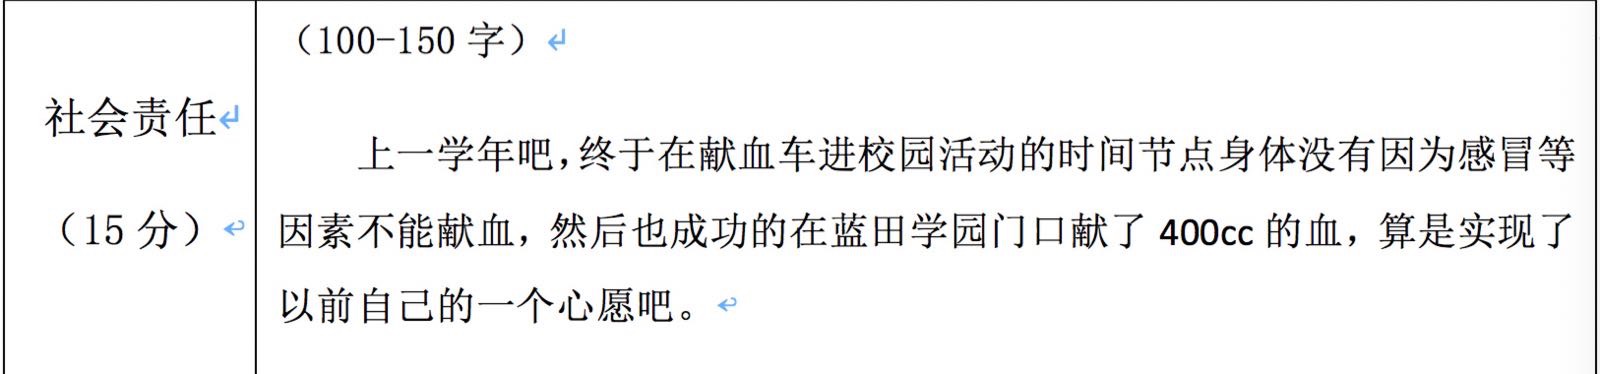 社会责任
（15 分）
（100-150 字）
上一学年吧，终于在献血车进校园活动的时间节点身体没有因为感冒等
因素不能献血，然后也成功的在蓝田学园门口献了 400cc 的血，算是实现了
以前自己的一个心愿吧。